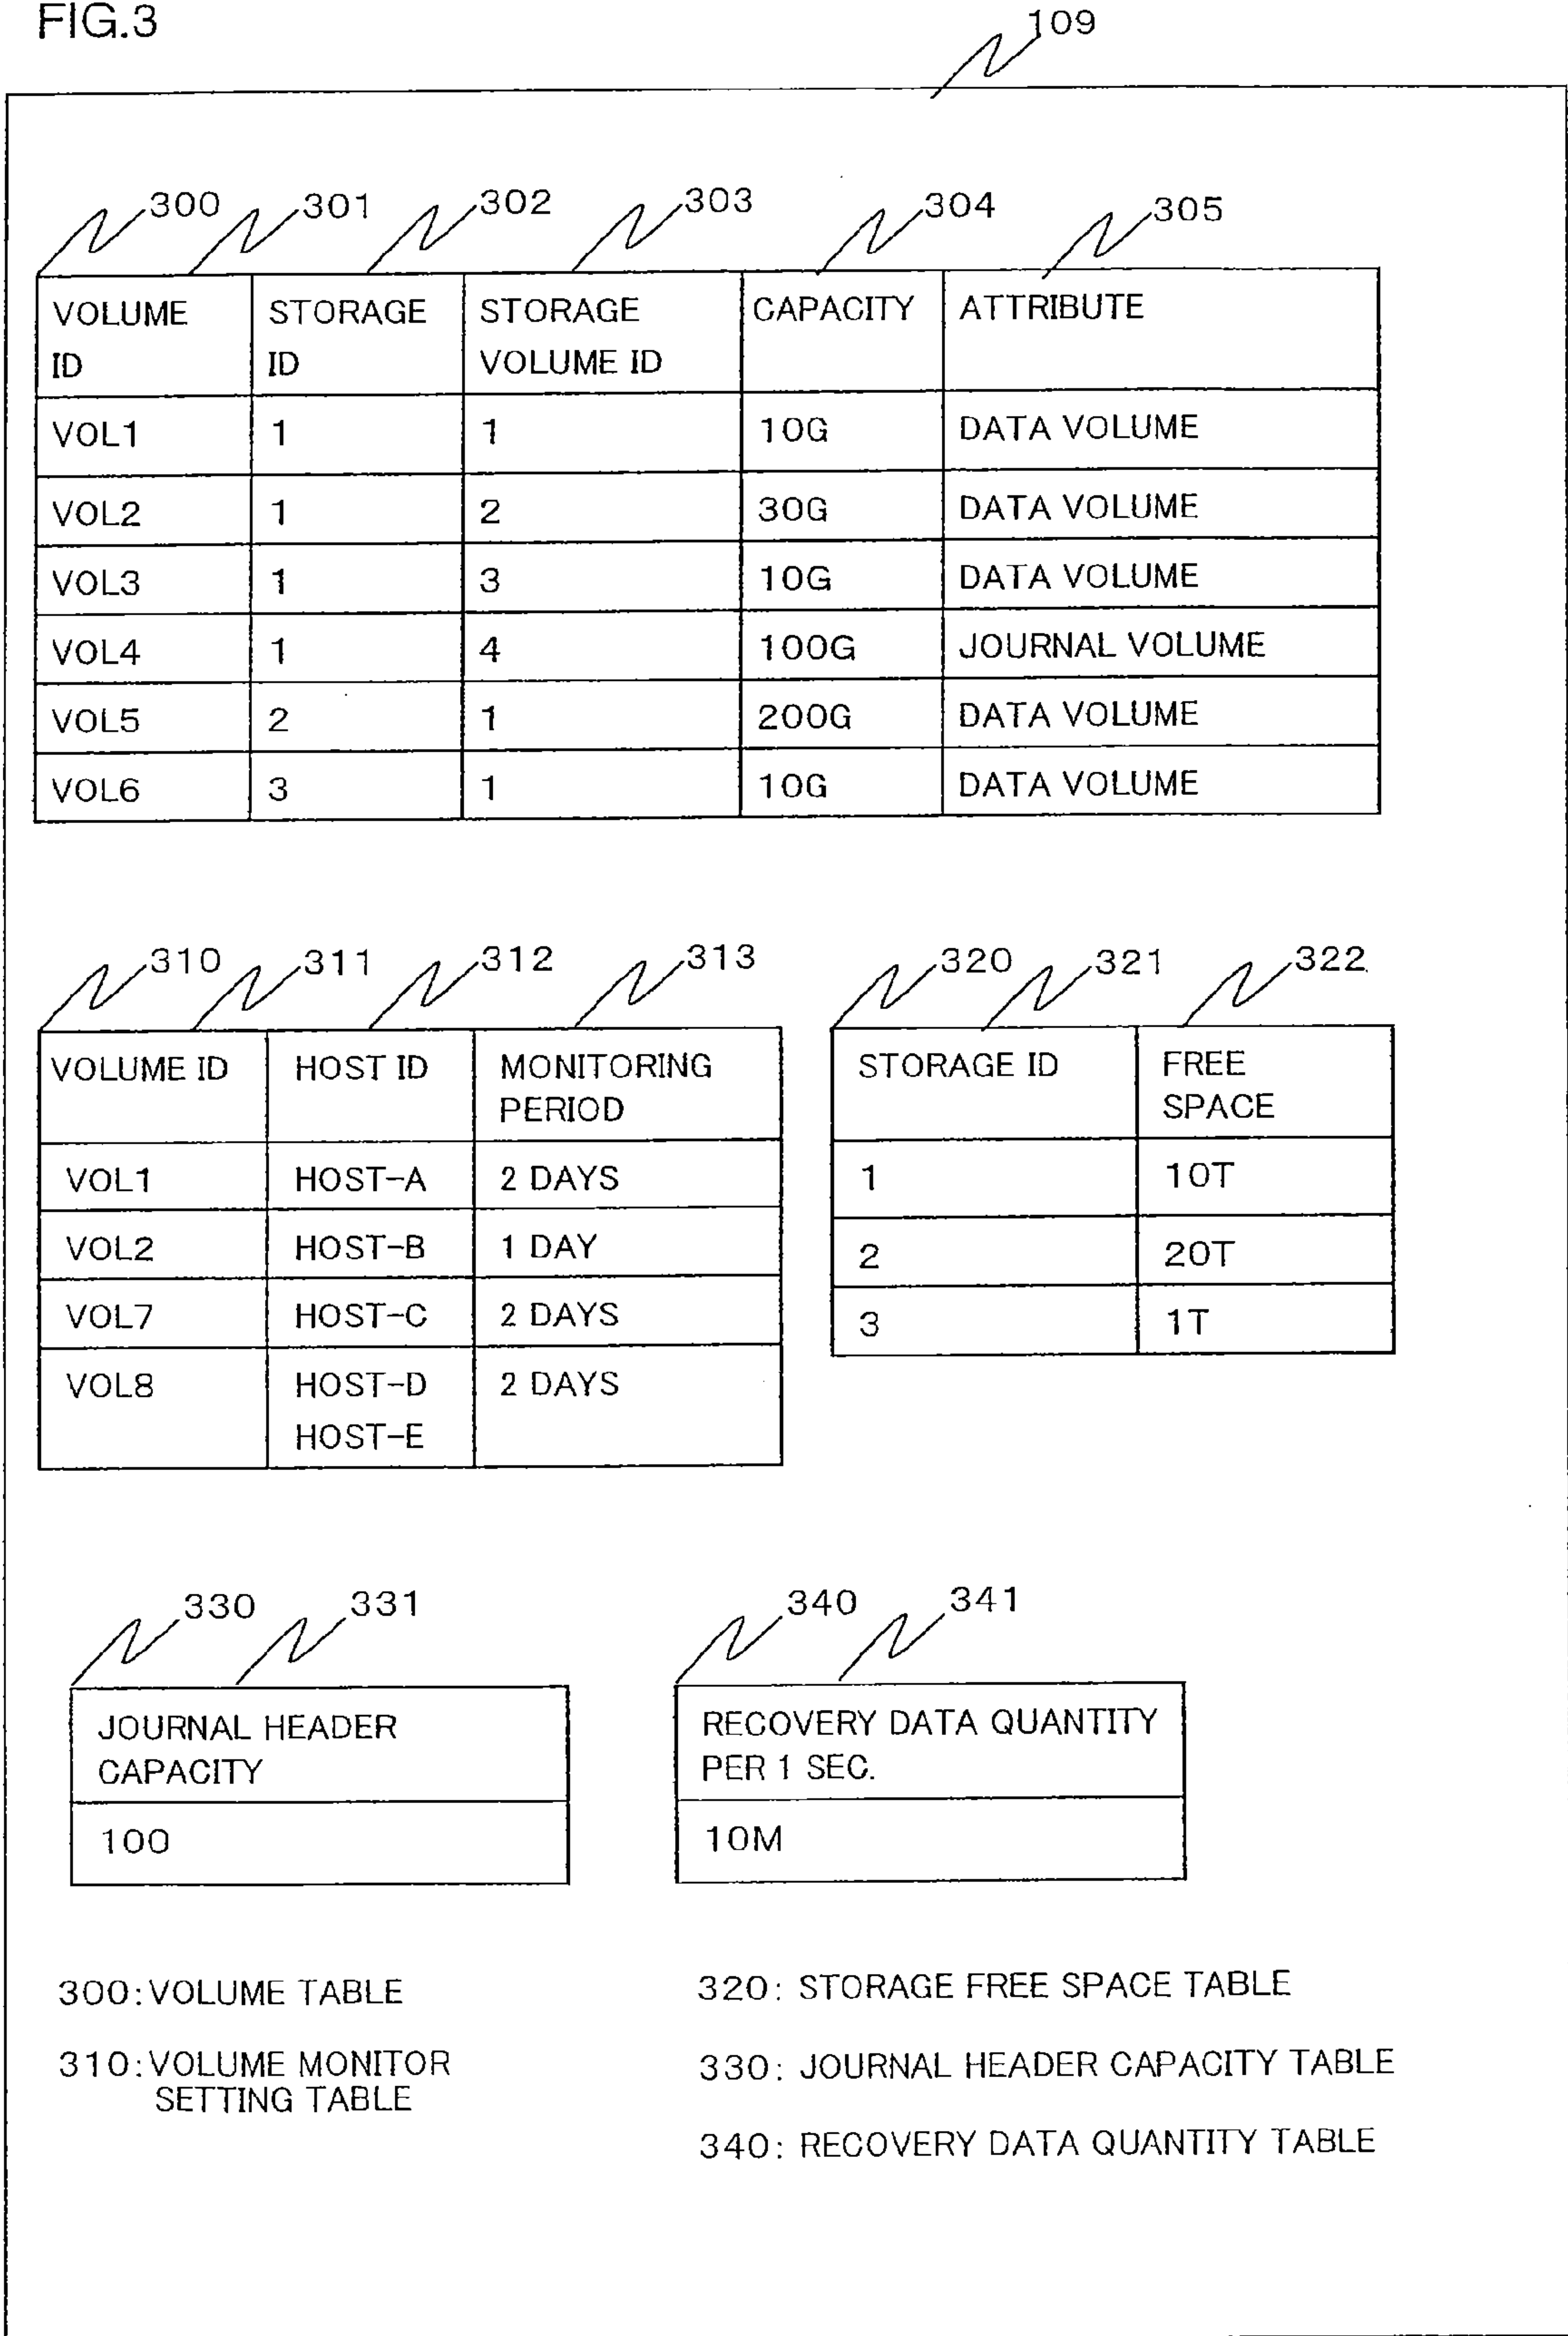 FIG.3
109
300 301 302 303 304 305
VOLUME ID STORAGE ID STORAGE VOLUME ID CAPACITY ATTRIBUTE
VOL1 1 1 10G DATA VOLUME
VOL2 1 2 30G DATA VOLUME
VOL3 1 3 10G DATA VOLUME
VOL4 1 4 100G JOURNAL VOLUME
VOL5 2 1 200G DATA VOLUME
VOL6 3 1 10G DATA VOLUME
310 311 312 313
VOLUME ID HOST ID MONITORING PERIOD
VOL1 HOST-A 2 DAYS
VOL2 HOST-B 1 DAY
VOL7 HOST-C 2 DAYS
VOL8 HOST-D 2 DAYS
HOST-E
320 321 322
STORAGE ID FREE SPACE
1 10T
2 20T
3 1T
330 331
JOURNAL HEADER
CAPACITY
100
340 341
RECOVERY DATA QUANTITY
PER 1 SEC.
10M
300:VOLUME TABLE
310:VOLUME MONITOR
SETTING TABLE
320: STORAGE FREE SPACE TABLE
330: JOURNAL HEADER CAPACITY TABLE
340: RECOVERY DATA QUANTITY TABLE